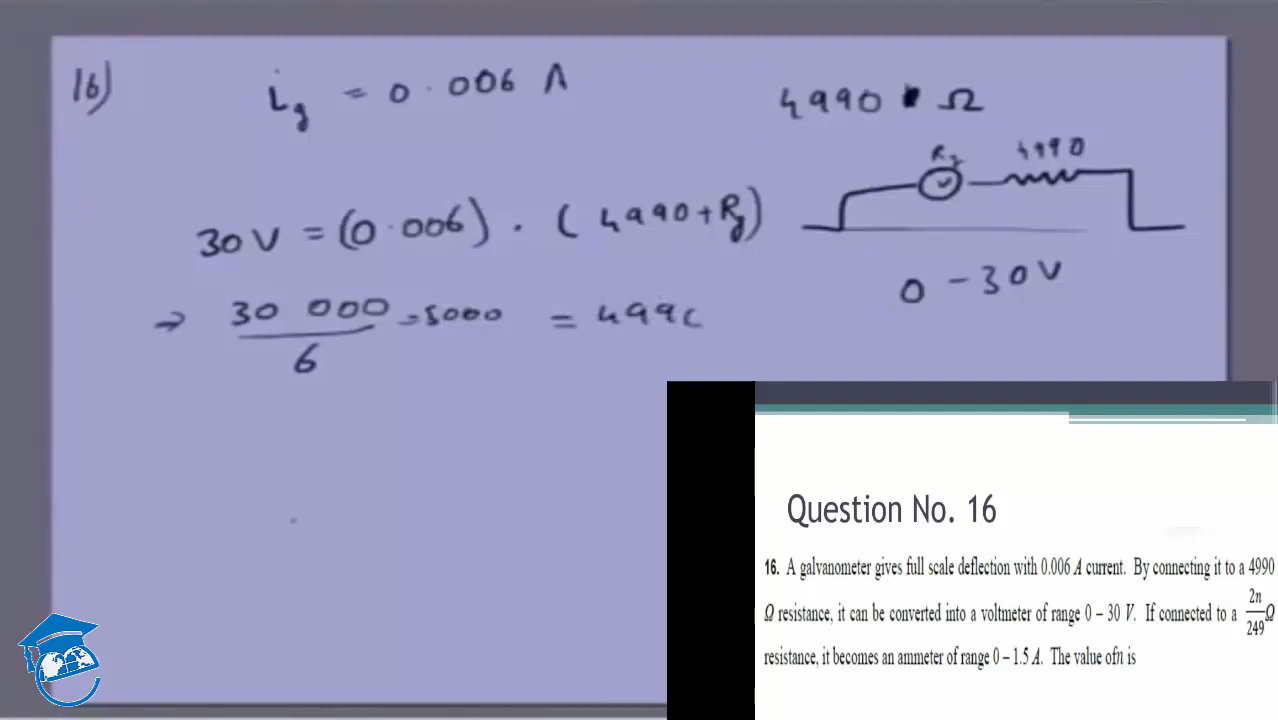 16) i_g = 0.006 A
4990 Ω
R_g 4990
30V = (0.006) . (4990+R_g)
0 - 30V
→ 30 000 / 6 = 5000 = 499
Question No. 16
16. A galvanometer gives full scale deflection with 0.006 A current. By connecting it to a 4990
Ω resistance, it can be converted into a voltmeter of range 0 – 30 V. If connected to a 2n/249 Ω
resistance, it becomes an ammeter of range 0 – 1.5 A. The value of n is